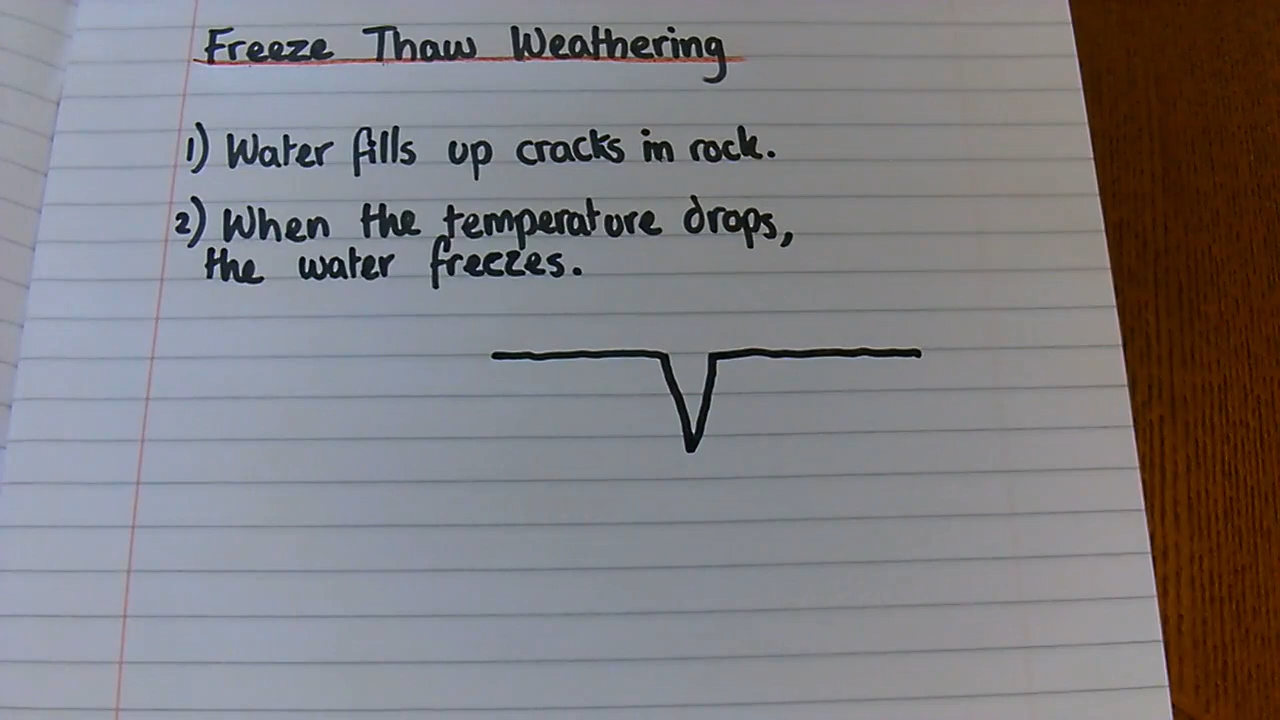 Freeze Thaw Weathering
1) Water fills up cracks in rock.
2) When the temperature drops,
the water freezes.